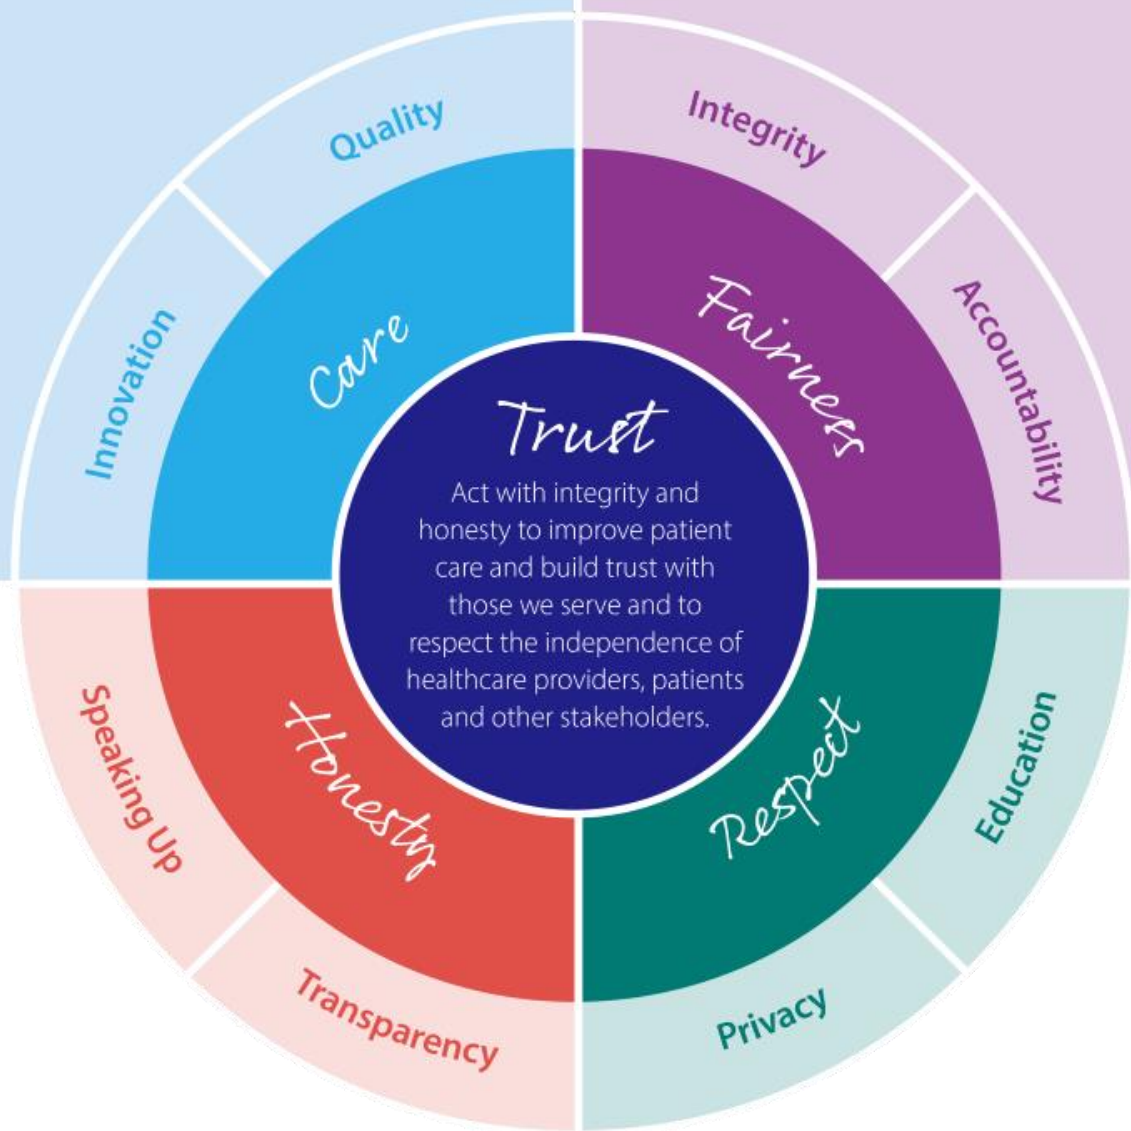 Quality
Integrity
Innovation
Accountability
Care
Fairness
Trust
Act with integrity and
honesty to improve patient
care and build trust with
those we serve and to
respect the independence of
healthcare providers, patients
and other stakeholders.
Honesty
Respect
Speaking Up
Education
Transparency
Privacy